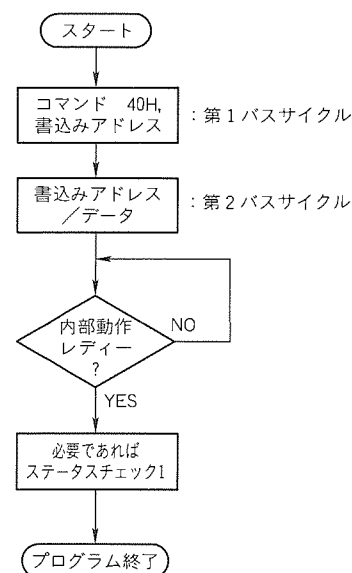 スタート
コマンド 40H,
書込みアドレス
：第1バスサイクル
書込みアドレス
／データ
：第2バスサイクル
内部動作
レディー
?
NO
YES
必要であれば
ステータスチェック1
プログラム終了